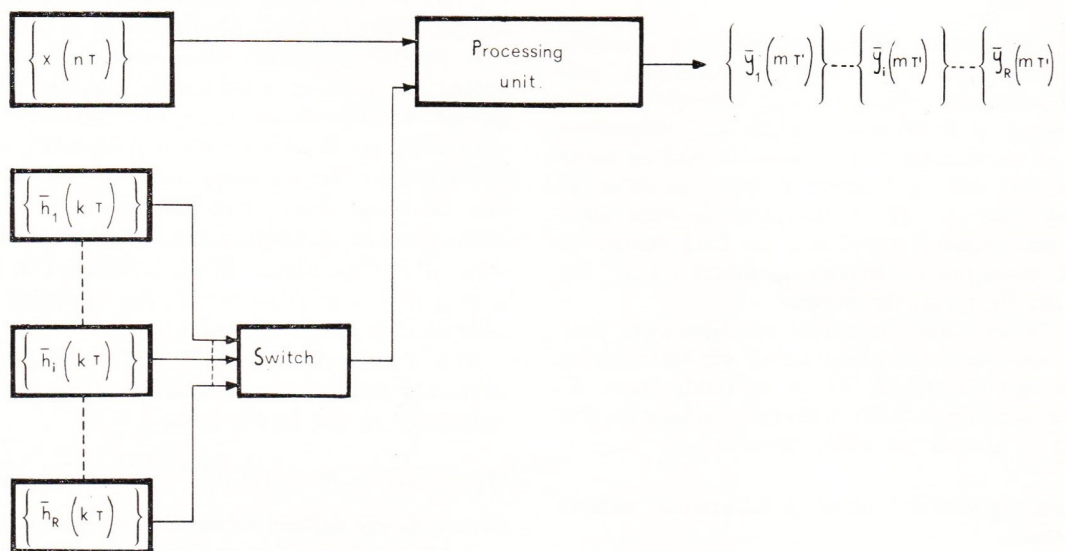 { x (nT) }
Processing
unit.
{ ȳ₁(mT') }----{ ȳᵢ(mT') }----{ ȳ_R(mT') }
{ h̄₁(kT) }
{ h̄ᵢ(kT) }
Switch
{ h̄_R(kT) }